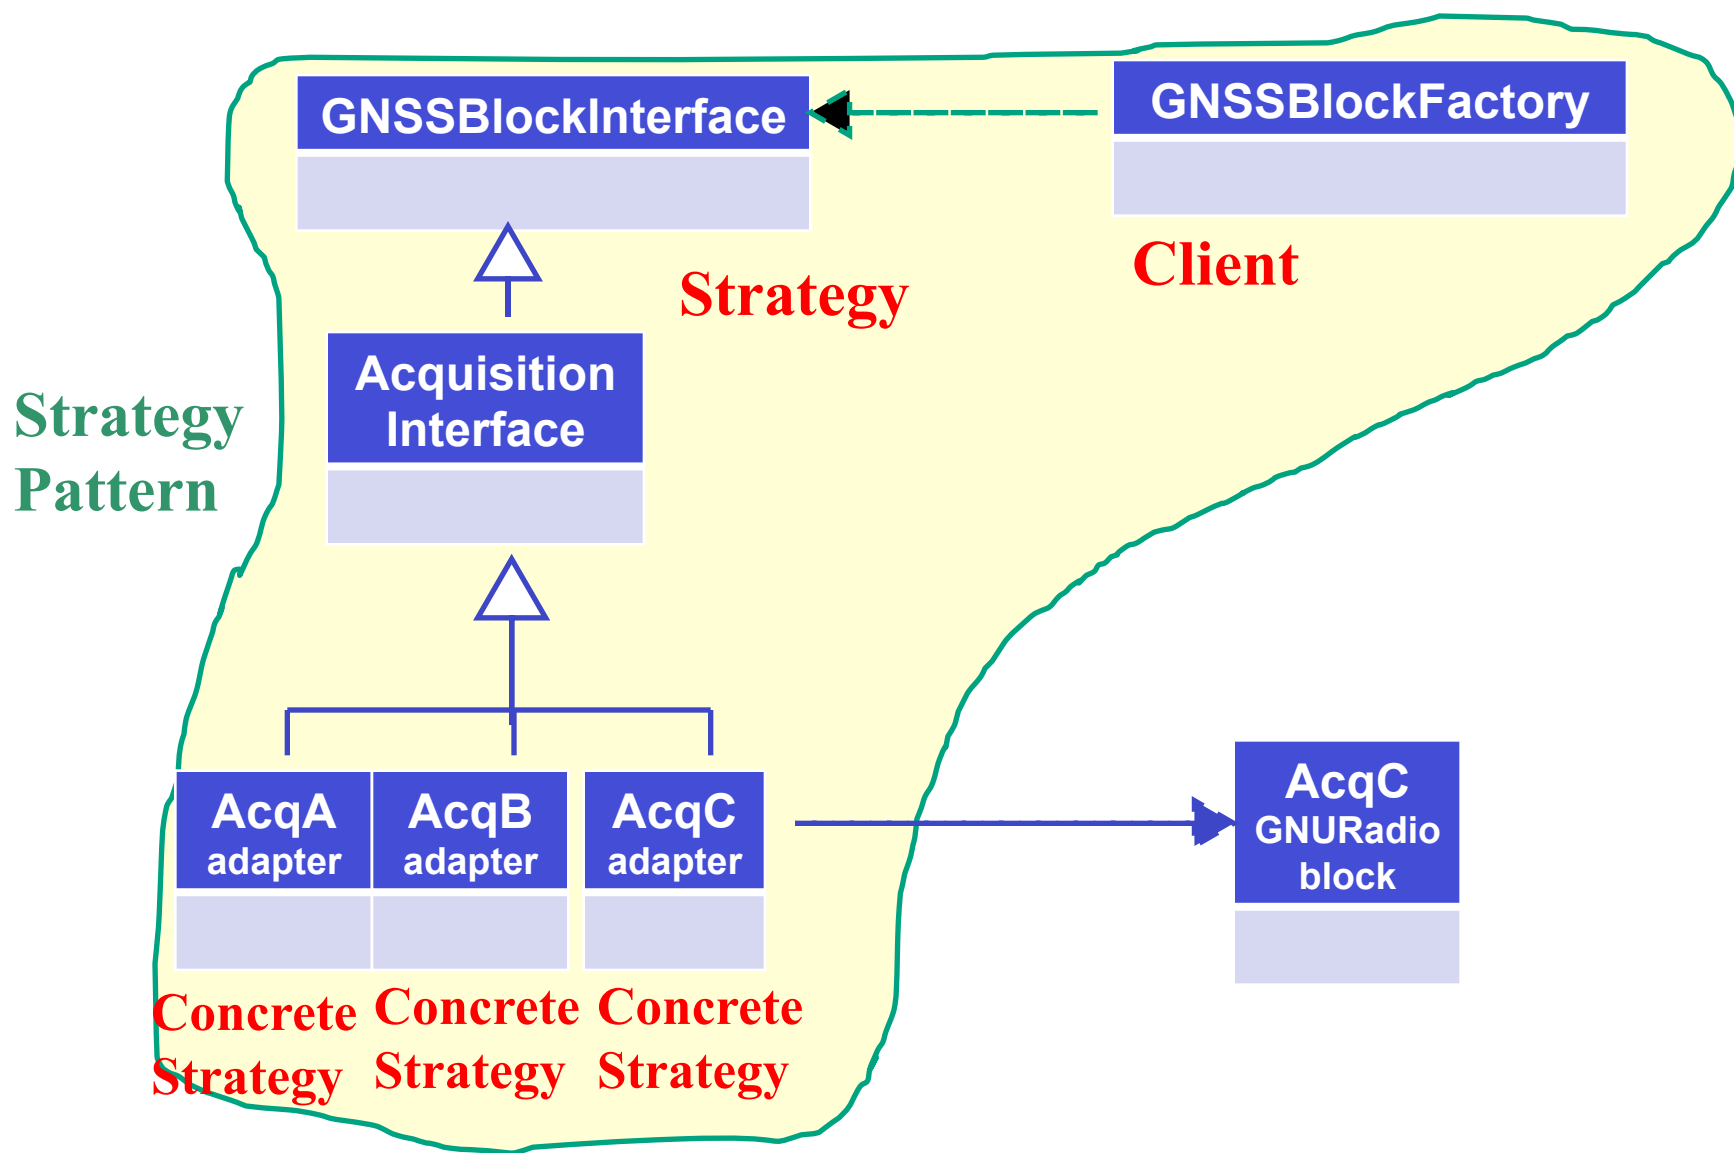 GNSSBlockInterface
GNSSBlockFactory
Strategy
Client
Acquisition
Interface
Strategy
Pattern
AcqA
adapter
AcqB
adapter
AcqC
adapter
AcqC
GNURadio
block
Concrete
Strategy
Concrete
Strategy
Concrete
Strategy